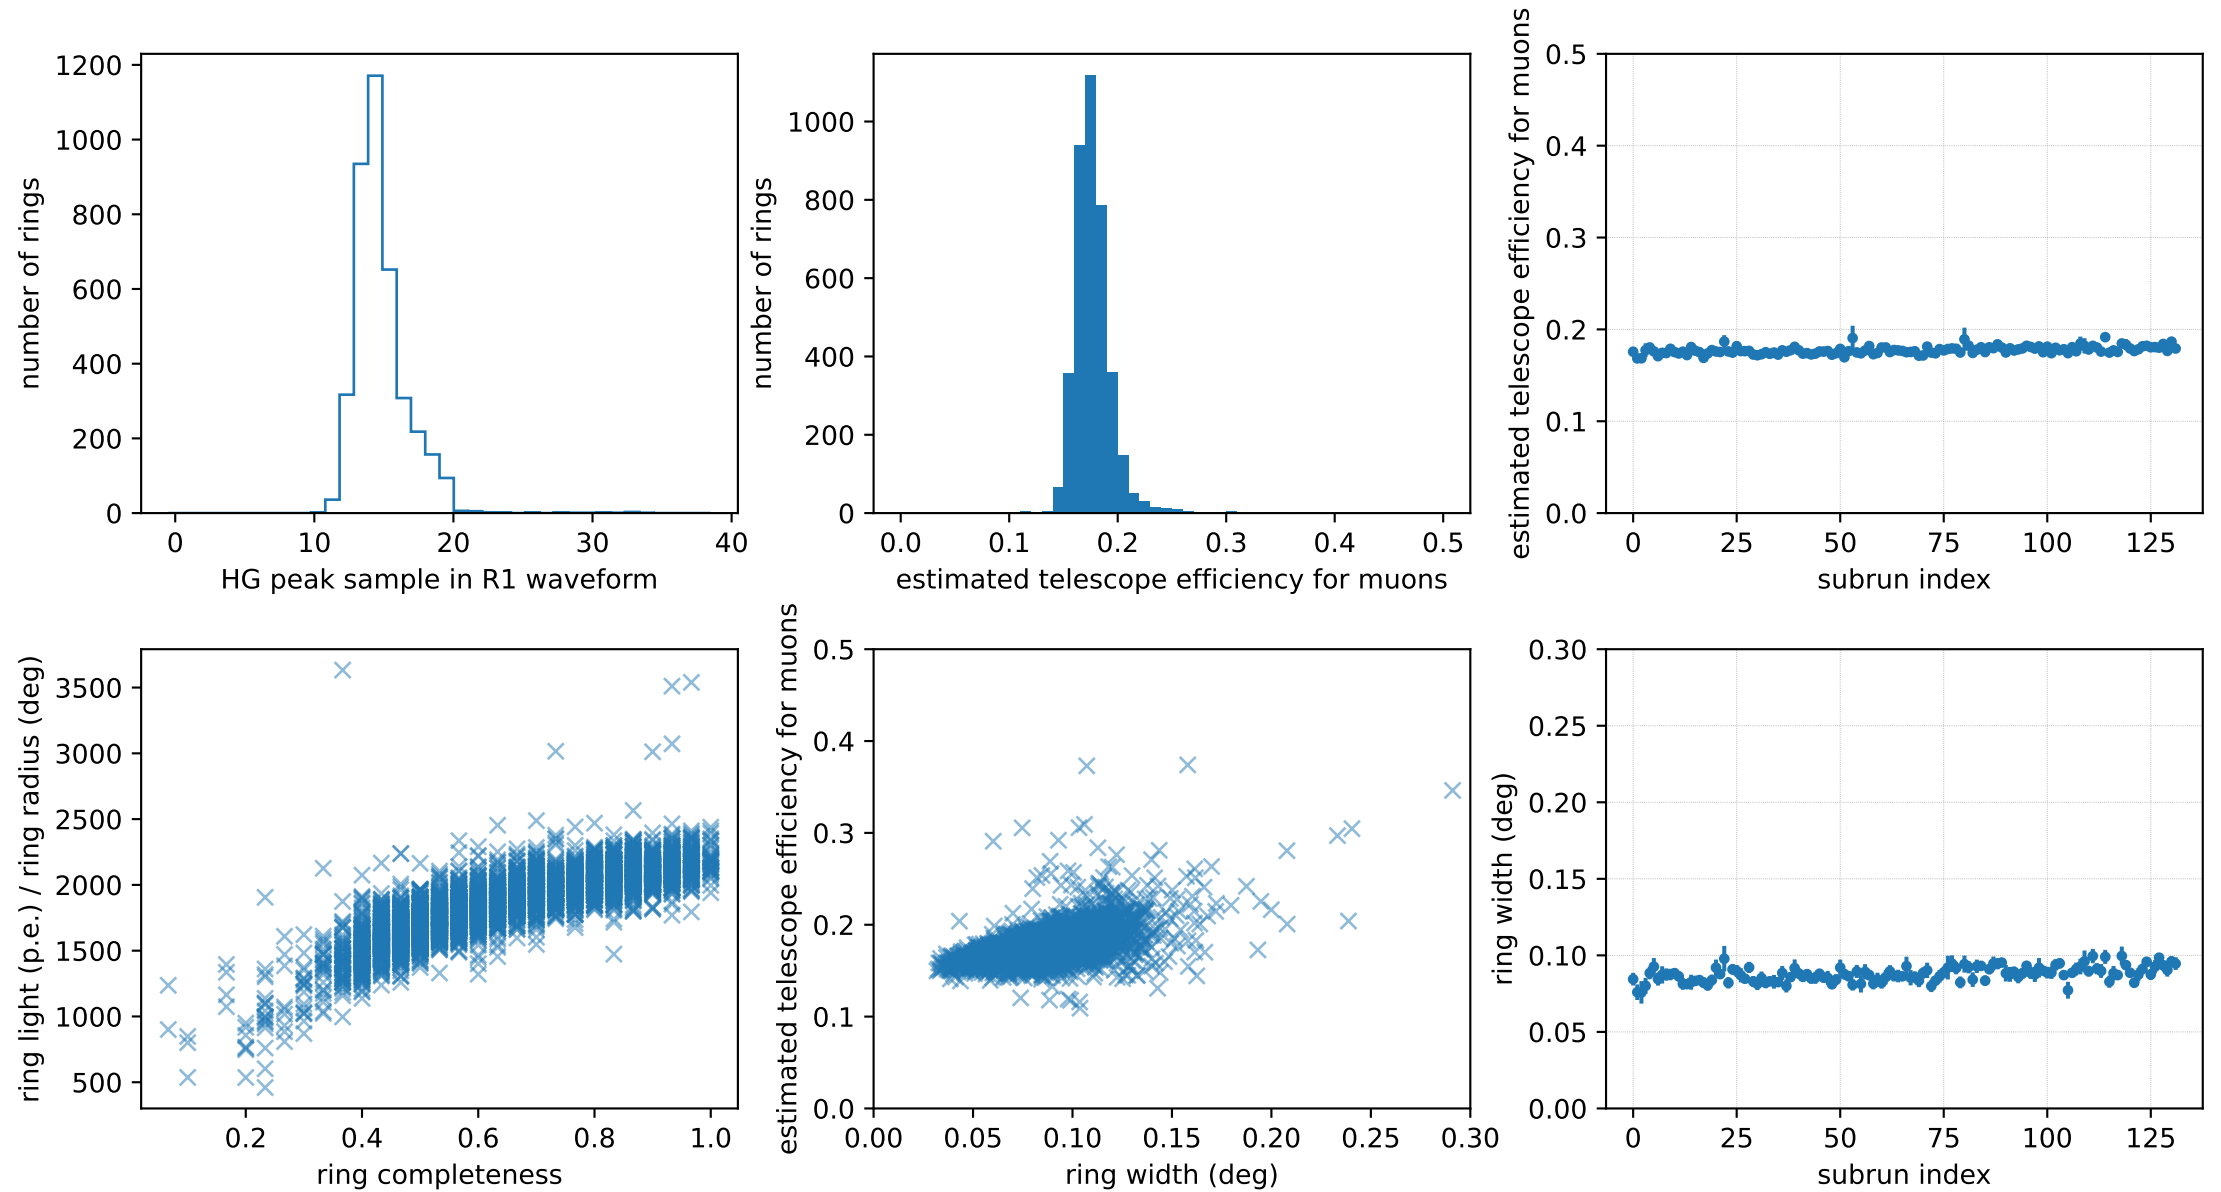 1200
1000
800
600
400
200
0
number of rings
0 10 20 30 40
HG peak sample in R1 waveform
1000
800
600
400
200
0
number of rings
0.0 0.1 0.2 0.3 0.4 0.5
estimated telescope efficiency for muons
0.5
0.4
0.3
0.2
0.1
0.0
estimated telescope efficiency for muons
0 25 50 75 100 125
subrun index
3500
3000
2500
2000
1500
1000
500
ring light (p.e.) / ring radius (deg)
0.2 0.4 0.6 0.8 1.0
ring completeness
0.5
0.4
0.3
0.2
0.1
0.0
estimated telescope efficiency for muons
0.00 0.05 0.10 0.15 0.20 0.25 0.30
ring width (deg)
0.30
0.25
0.20
0.15
0.10
0.05
0.00
ring width (deg)
0 25 50 75 100 125
subrun index